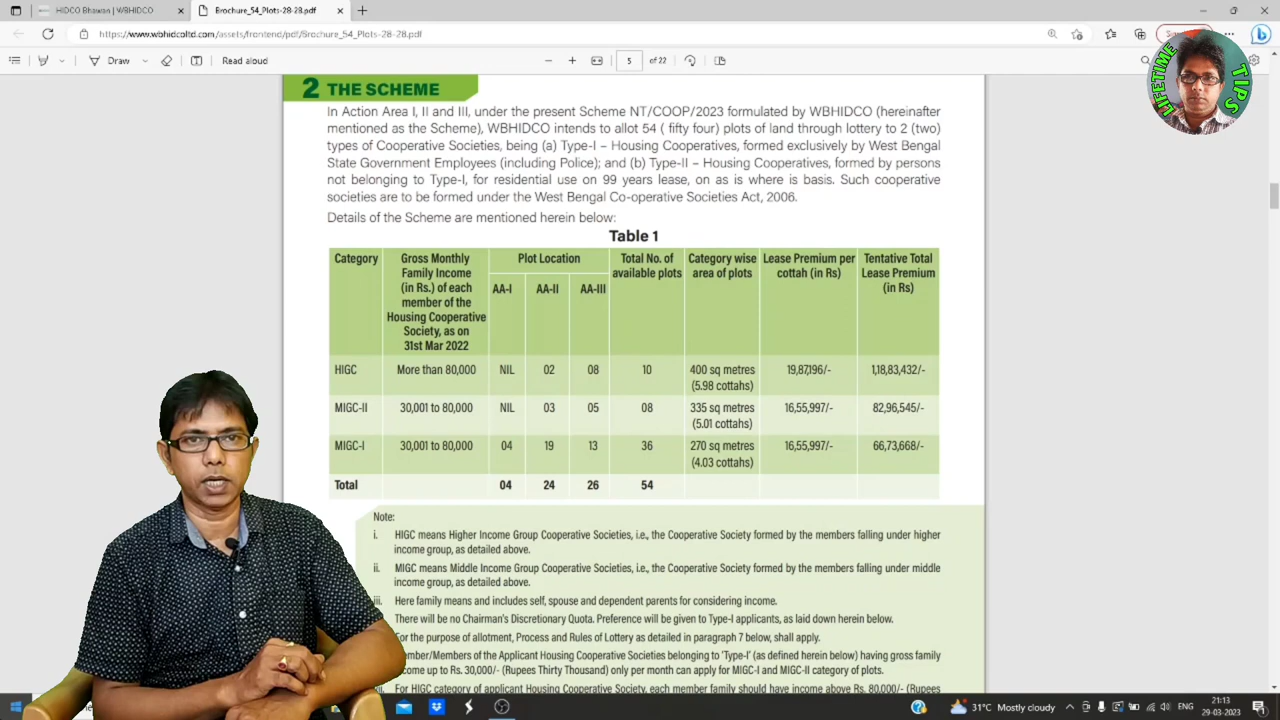 HIDCO Bhawan | WBHIDCO
Brochure_54_Plots-28-28.pdf
https://www.wbhidcoltd.com/assets/frontend/pdf/Brochure_54_Plots-28-28.pdf
Draw
Read aloud
5 of 22
LIFETIME TIPS
2 THE SCHEME
In Action Area I, II and III, under the present Scheme NT/COOP/2023 formulated by WBHIDCO (hereinafter
mentioned as the Scheme), WBHIDCO intends to allot 54 ( fifty four) plots of land through lottery to 2 (two)
types of Cooperative Societies, being (a) Type-I – Housing Cooperatives, formed exclusively by West Bengal
State Government Employees (including Police); and (b) Type-II – Housing Cooperatives, formed by persons
not belonging to Type-I, for residential use on 99 years lease, on as is where is basis. Such cooperative
societies are to be formed under the West Bengal Co-operative Societies Act, 2006.
Details of the Scheme are mentioned herein below:
Table 1
Category Gross Monthly Plot Location Total No. of Category wise Lease Premium per Tentative Total
Family Income available plots area of plots cottah (in Rs) Lease Premium
(in Rs.) of each AA-I AA-II AA-III (in Rs)
member of the
Housing Cooperative
Society, as on
31st Mar 2022
HIGC More than 80,000 NIL 02 08 10 400 sq metres 19,87,196/- 1,18,83,432/-
(5.98 cottahs)
MIGC-II 30,001 to 80,000 NIL 03 05 08 335 sq metres 16,55,997/- 82,96,545/-
(5.01 cottahs)
MIGC-I 30,001 to 80,000 04 19 13 36 270 sq metres 16,55,997/- 66,73,668/-
(4.03 cottahs)
Total 04 24 26 54
Note:
i. HIGC means Higher Income Group Cooperative Societies, i.e., the Cooperative Society formed by the members falling under higher
income group, as detailed above.
ii. MIGC means Middle Income Group Cooperative Societies, i.e., the Cooperative Society formed by the members falling under middle
income group, as detailed above.
iii. Here family means and includes self, spouse and dependent parents for considering income.
There will be no Chairman's Discretionary Quota. Preference will be given to Type-I applicants, as laid down herein below.
For the purpose of allotment, Process and Rules of Lottery as detailed in paragraph 7 below, shall apply.
of the Applicant Housing Cooperative Societies belonging to 'Type-I' (as defined herein below) having gross family
up to Rs. 30,000/- (Rupees Thirty Thousand) only per month can apply for MIGC-I and MIGC-II category of plots.
For HIGC category of applicant Housing Cooperative Society, each member family should have income above Rs. 80,000/- (Rupees
31°C Mostly cloudy
21:13
29-03-2023